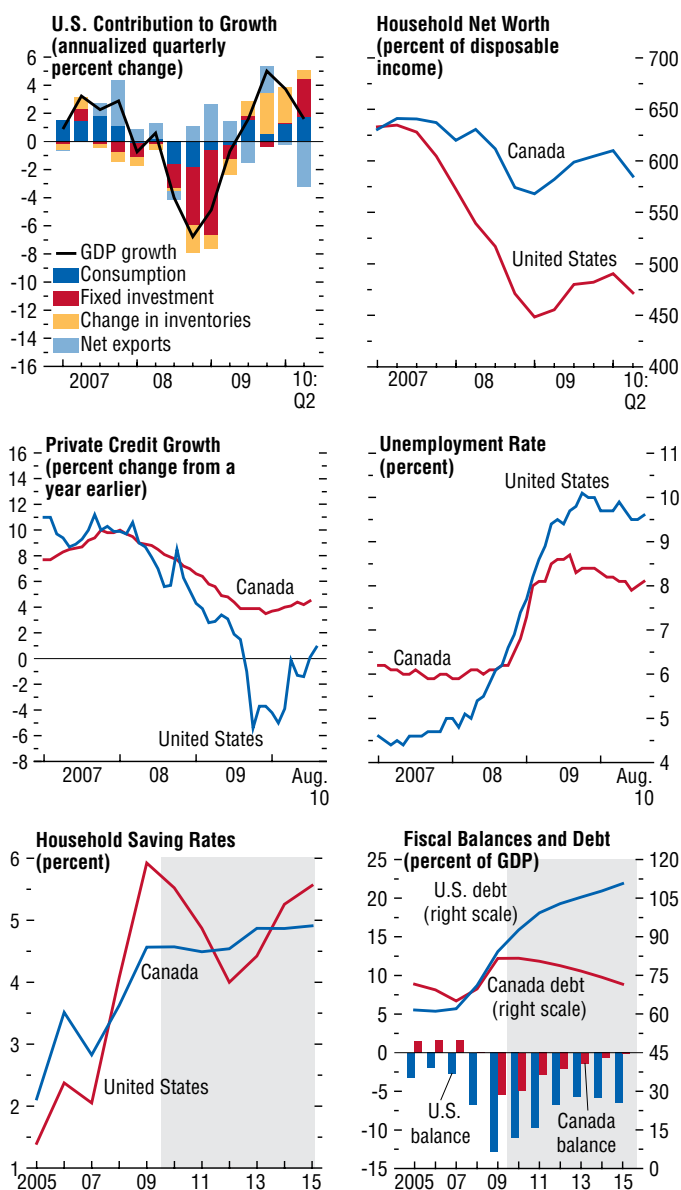 U.S. Contribution to Growth
(annualized quarterly
percent change)
6
4
2
0
-2
-4
-6
-8
-10
-12
-14
-16
GDP growth
Consumption
Fixed investment
Change in inventories
Net exports
2007 08 09 10:
Q2
Household Net Worth
(percent of disposable
income)
700
650
600
550
500
450
400
Canada
United States
2007 08 09 10:
Q2
Private Credit Growth
(percent change from a
year earlier)
16
14
12
10
8
6
4
2
0
-2
-4
-6
-8
Canada
United States
2007 08 09 Aug.
10
Unemployment Rate
(percent)
11
10
9
8
7
6
5
4
United States
Canada
2007 08 09 Aug.
10
Household Saving Rates
(percent)
6
5
4
3
2
1
Canada
United States
2005 07 09 11 13 15
Fiscal Balances and Debt
(percent of GDP)
25
20
15
10
5
0
-5
-10
-15
120
105
90
75
60
45
30
15
0
U.S. debt
(right scale)
Canada debt
(right scale)
U.S.
balance
Canada
balance
2005 07 09 11 13 15